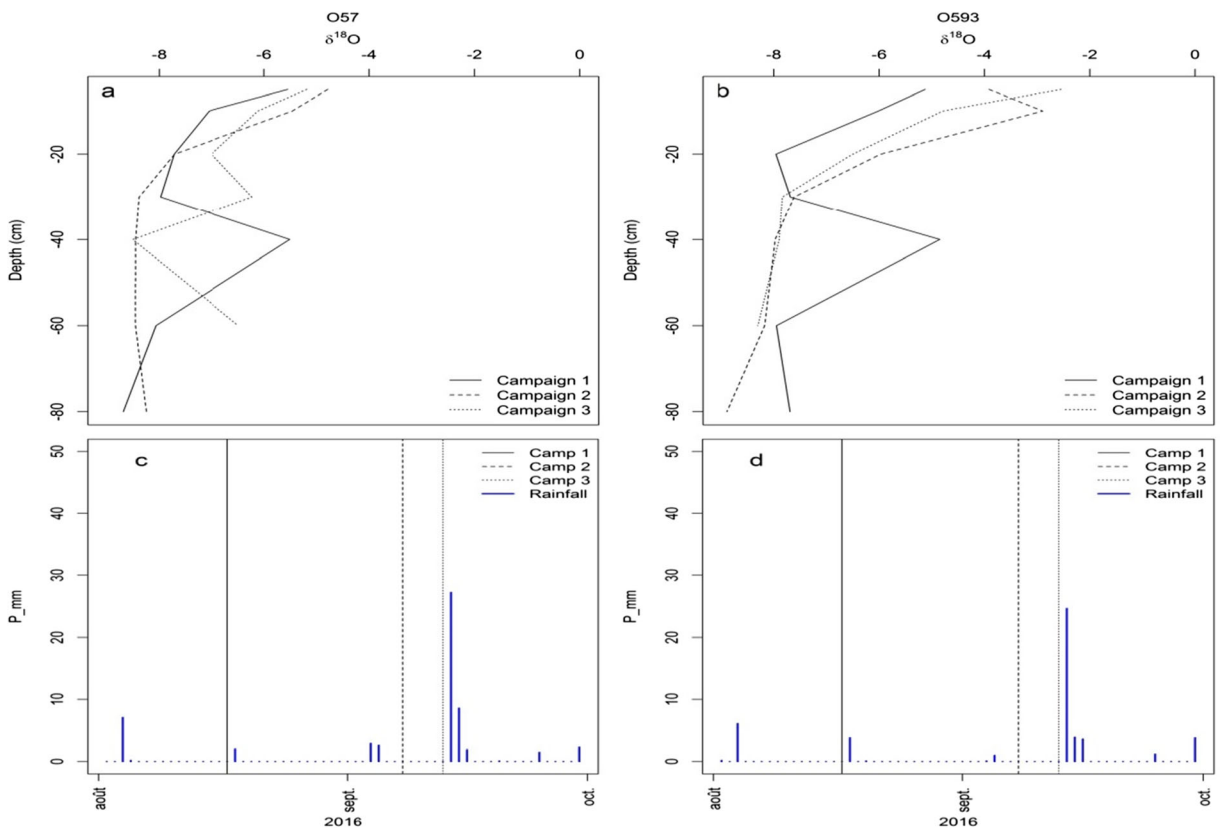 O57
δ18O
-8 -6 -4 -2 0
a
Depth (cm)
-20
-40
-60
-80
Campaign 1
Campaign 2
Campaign 3
O593
δ18O
-8 -6 -4 -2 0
b
Depth (cm)
-20
-40
-60
-80
Campaign 1
Campaign 2
Campaign 3
c
P_mm
50
40
30
20
10
0
Camp 1
Camp 2
Camp 3
Rainfall
août sept. oct.
2016
d
P_mm
50
40
30
20
10
0
Camp 1
Camp 2
Camp 3
Rainfall
août sept. oct.
2016